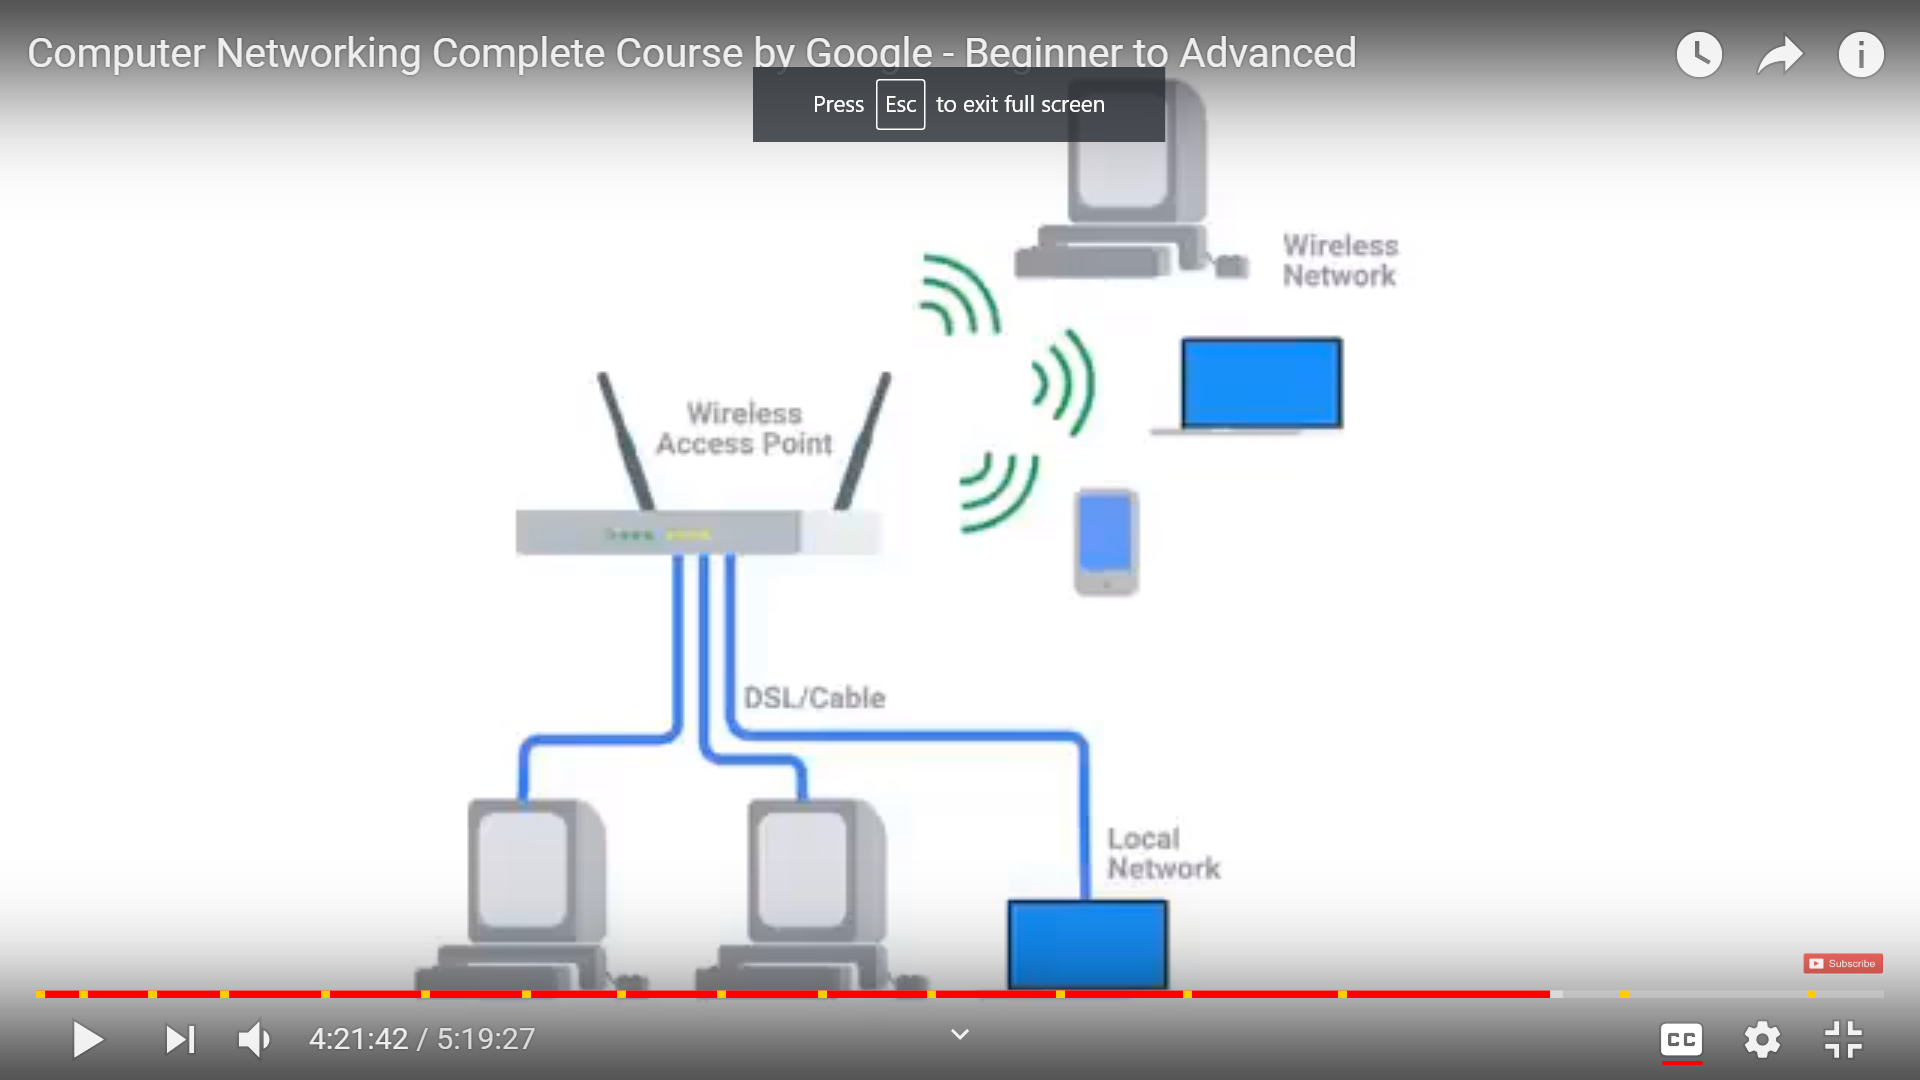 Computer Networking Complete Course by Google - Beginner to Advanced
Press Esc to exit full screen
Wireless
Network
Wireless
Access Point
DSL/Cable
Local
Network
Subscribe
4:21:42 / 5:19:27
CC